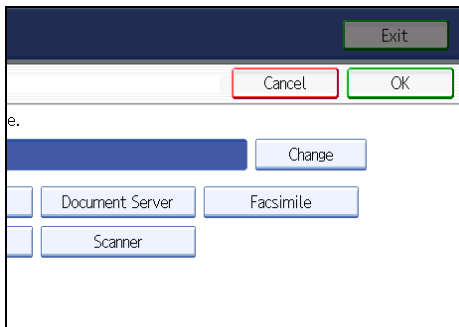 Exit
Cancel OK
e.
Change
Document Server Facsimile
Scanner